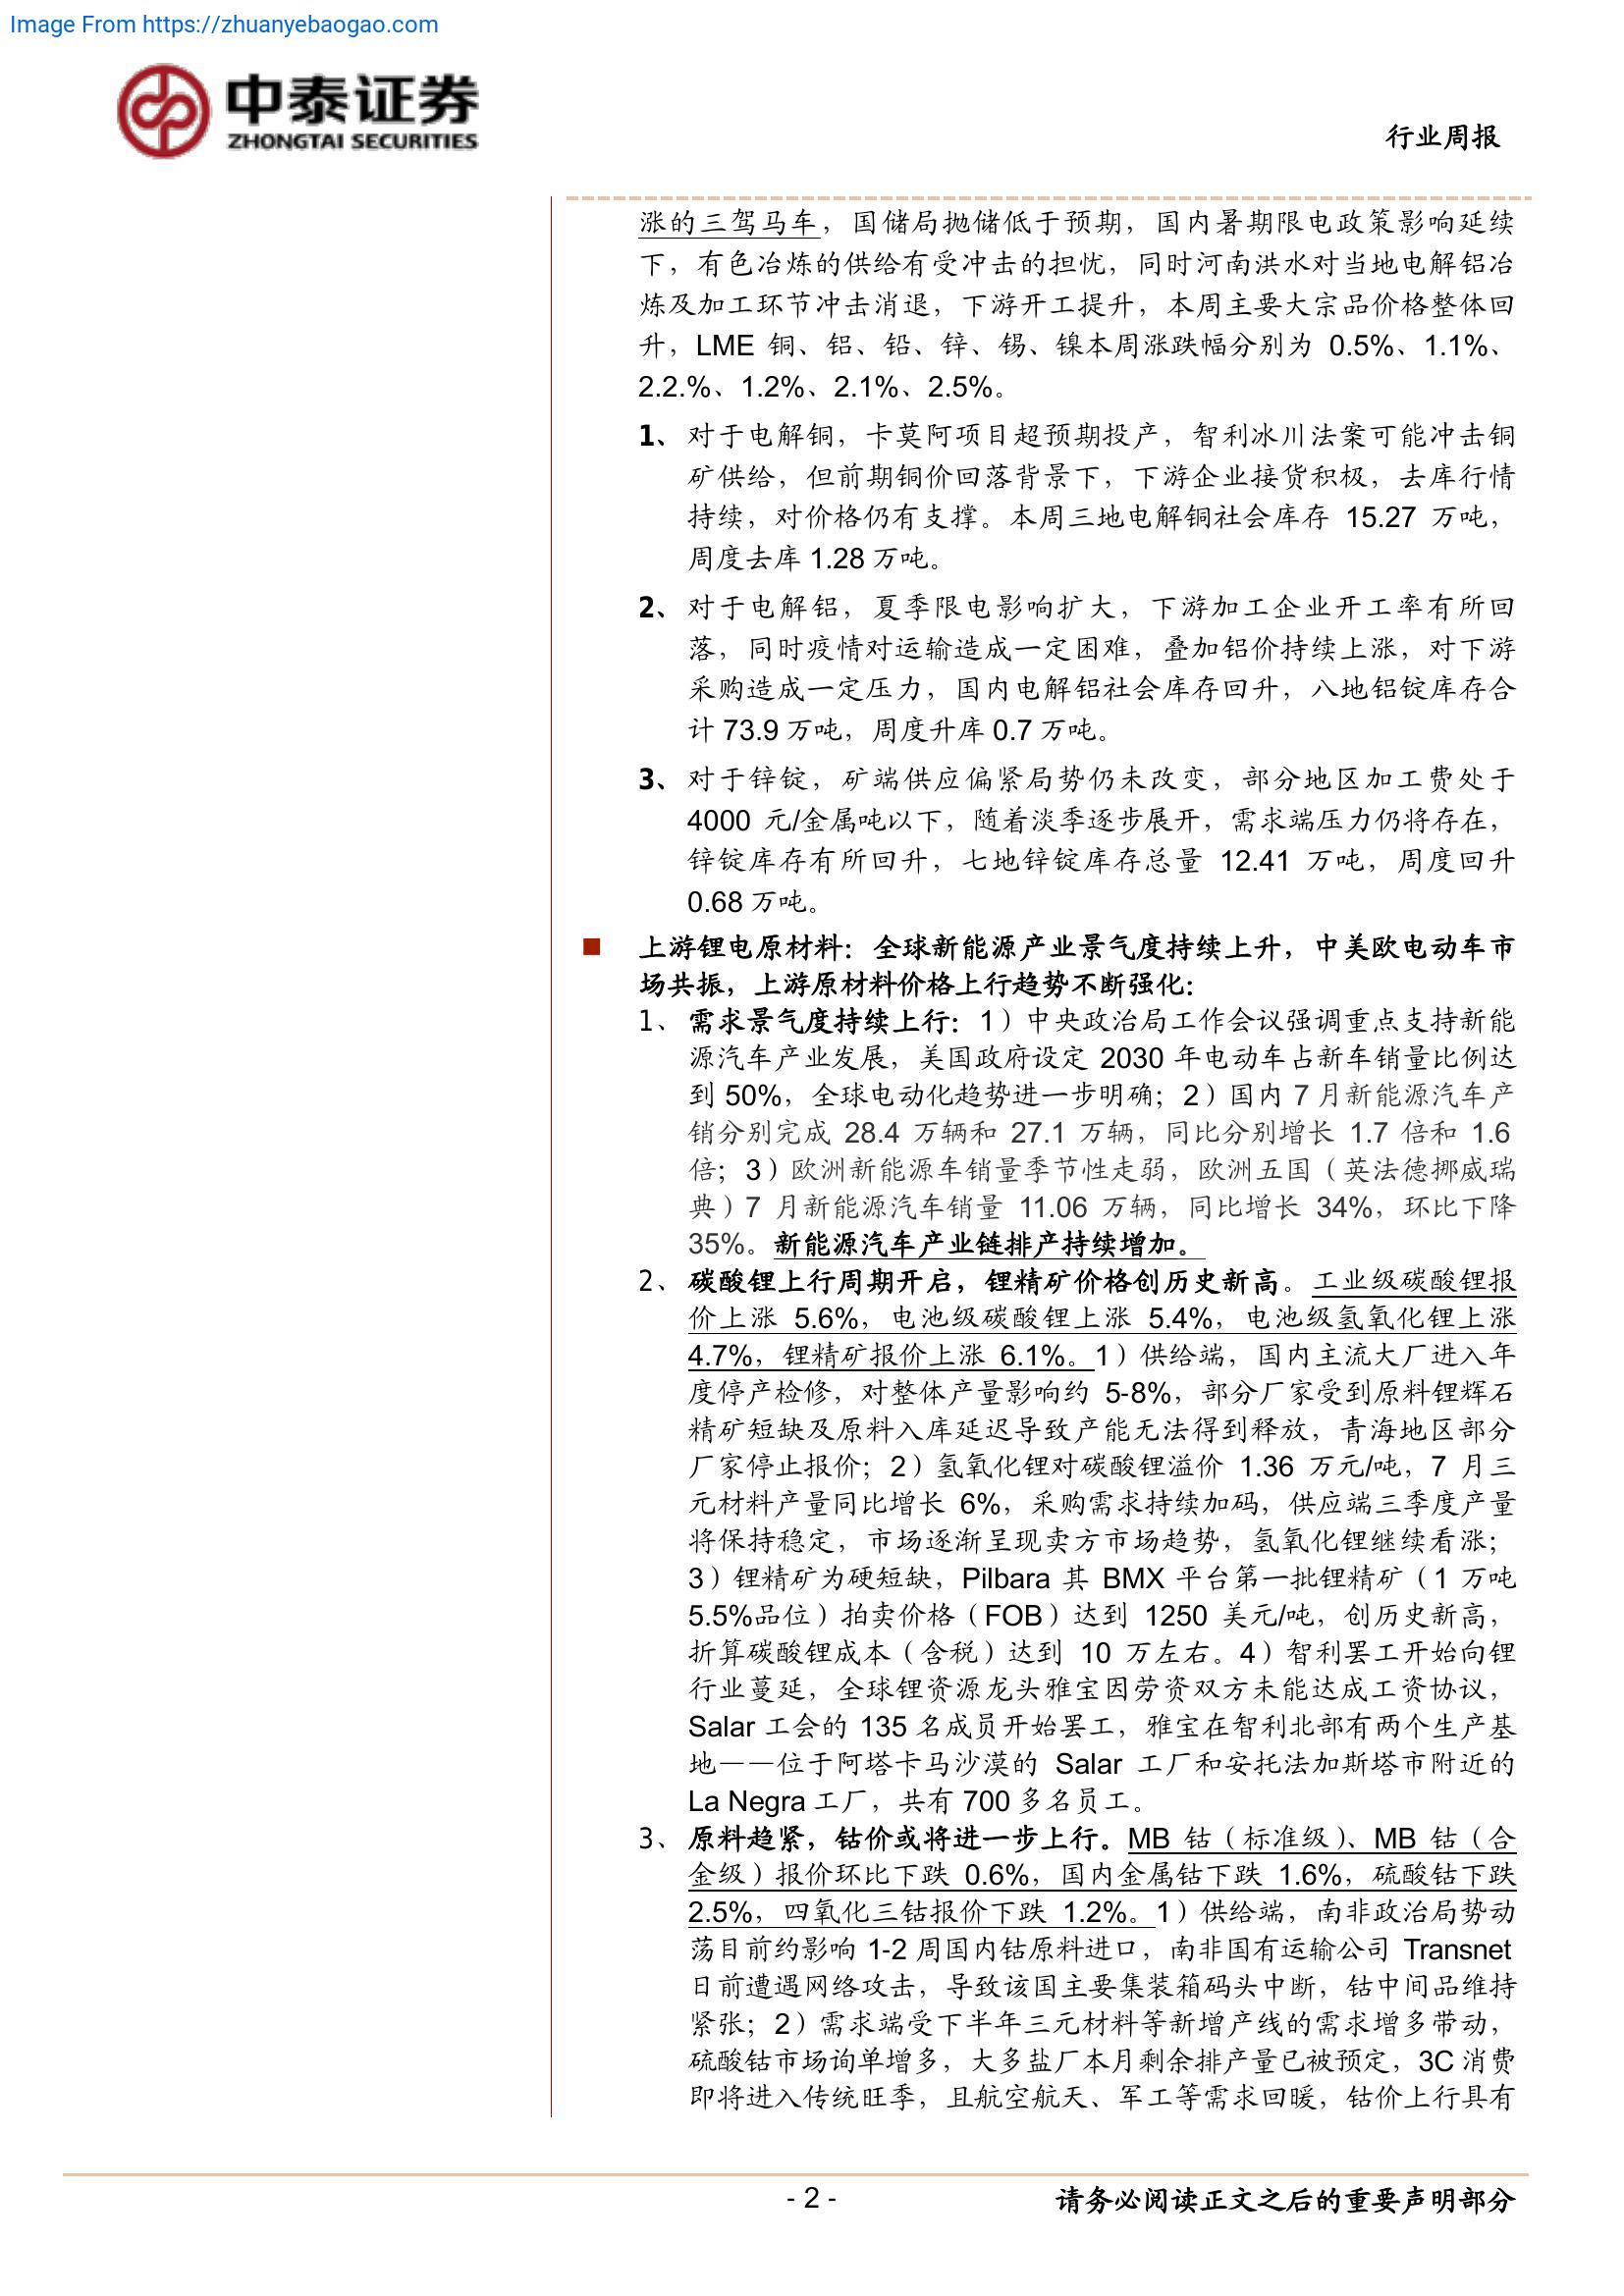 Image From https://zhuanyebaogao.com
中泰证券
ZHONGTAI SECURITIES
行业周报
涨的三驾马车，国储局抛储低于预期，国内暑期限电政策影响延续
下，有色冶炼的供给有受冲击的担忧，同时河南洪水对当地电解铝冶
炼及加工环节冲击消退，下游开工提升，本周主要大宗品价格整体回
升，LME 铜、铝、铅、锌、锡、镍本周涨跌幅分别为 0.5%、1.1%、
2.2.%、1.2%、2.1%、2.5%。
1、 对于电解铜，卡莫阿项目超预期投产，智利冰川法案可能冲击铜
矿供给，但前期铜价回落背景下，下游企业接货积极，去库行情
持续，对价格仍有支撑。本周三地电解铜社会库存 15.27 万吨，
周度去库 1.28 万吨。
2、 对于电解铝，夏季限电影响扩大，下游加工企业开工率有所回
落，同时疫情对运输造成一定困难，叠加铝价持续上涨，对下游
采购造成一定压力，国内电解铝社会库存回升，八地铝锭库存合
计 73.9 万吨，周度升库 0.7 万吨。
3、 对于锌锭，矿端供应偏紧局势仍未改变，部分地区加工费处于
4000 元/金属吨以下，随着淡季逐步展开，需求端压力仍将存在，
锌锭库存有所回升，七地锌锭库存总量 12.41 万吨，周度回升
0.68 万吨。
■ 上游锂电原材料：全球新能源产业景气度持续上升，中美欧电动车市
场共振，上游原材料价格上行趋势不断强化：
1、 需求景气度持续上行：1）中央政治局工作会议强调重点支持新能
源汽车产业发展，美国政府设定 2030 年电动车占新车销量比例达
到 50%，全球电动化趋势进一步明确；2）国内 7 月新能源汽车产
销分别完成 28.4 万辆和 27.1 万辆，同比分别增长 1.7 倍和 1.6
倍；3）欧洲新能源车销量季节性走弱，欧洲五国（英法德挪威瑞
典）7 月新能源汽车销量 11.06 万辆，同比增长 34%，环比下降
35%。新能源汽车产业链排产持续增加。
2、 碳酸锂上行周期开启，锂精矿价格创历史新高。工业级碳酸锂报
价上涨 5.6%，电池级碳酸锂上涨 5.4%，电池级氢氧化锂上涨
4.7%，锂精矿报价上涨 6.1%。1）供给端，国内主流大厂进入年
度停产检修，对整体产量影响约 5-8%，部分厂家受到原料锂辉石
精矿短缺及原料入库延迟导致产能无法得到释放，青海地区部分
厂家停止报价；2）氢氧化锂对碳酸锂溢价 1.36 万元/吨，7 月三
元材料产量同比增长 6%，采购需求持续加码，供应端三季度产量
将保持稳定，市场逐渐呈现卖方市场趋势，氢氧化锂继续看涨；
3）锂精矿为硬短缺，Pilbara 其 BMX 平台第一批锂精矿（1 万吨
5.5%品位）拍卖价格（FOB）达到 1250 美元/吨，创历史新高，
折算碳酸锂成本（含税）达到 10 万左右。4）智利罢工开始向锂
行业蔓延，全球锂资源龙头雅宝因劳资双方未能达成工资协议，
Salar 工会的 135 名成员开始罢工，雅宝在智利北部有两个生产基
地——位于阿塔卡马沙漠的 Salar 工厂和安托法加斯塔市附近的
La Negra 工厂，共有 700 多名员工。
3、 原料趋紧，钴价或将进一步上行。MB 钴（标准级）、MB 钴（合
金级）报价环比下跌 0.6%，国内金属钴下跌 1.6%，硫酸钴下跌
2.5%，四氧化三钴报价下跌 1.2%。1）供给端，南非政治局势动
荡目前约影响 1-2 周国内钴原料进口，南非国有运输公司 Transnet
日前遭遇网络攻击，导致该国主要集装箱码头中断，钴中间品维持
紧张；2）需求端受下半年三元材料等新增产线的需求增多带动，
硫酸钴市场询单增多，大多盐厂本月剩余排产量已被预定，3C 消费
即将进入传统旺季，且航空航天、军工等需求回暖，钴价上行具有
- 2 -
请务必阅读正文之后的重要声明部分